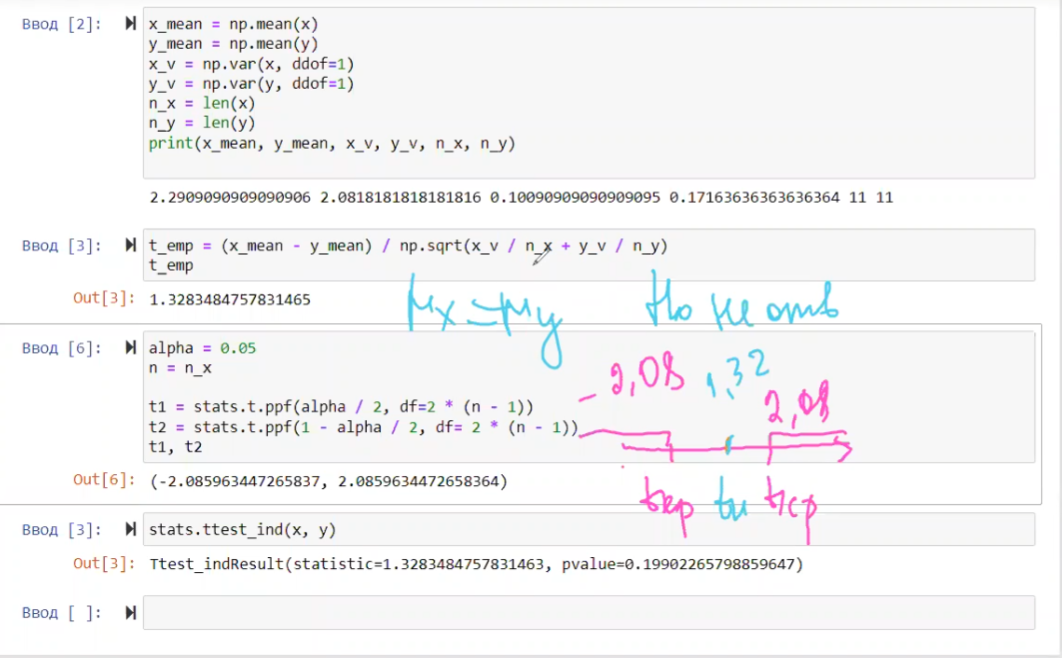 Ввод [2]:
x_mean = np.mean(x)
y_mean = np.mean(y)
x_v = np.var(x, ddof=1)
y_v = np.var(y, ddof=1)
n_x = len(x)
n_y = len(y)
print(x_mean, y_mean, x_v, y_v, n_x, n_y)
2.2909090909090906 2.0818181818181816 0.10090909090909095 0.17163636363636364 11 11
Ввод [3]:
t_emp = (x_mean - y_mean) / np.sqrt(x_v / n_x + y_v / n_y)
t_emp
Out[3]: 1.3283484757831465
μx = μy Н0 не отв
Ввод [6]:
alpha = 0.05
n = n_x
t1 = stats.t.ppf(alpha / 2, df=2 * (n - 1))
t2 = stats.t.ppf(1 - alpha / 2, df= 2 * (n - 1))
t1, t2
- 2,08 1,32 2,08
tкр tн tкр
Out[6]: (-2.085963447265837, 2.0859634472658364)
Ввод [3]: stats.ttest_ind(x, y)
Out[3]: Ttest_indResult(statistic=1.3283484757831463, pvalue=0.19902265798859647)
Ввод [ ]: